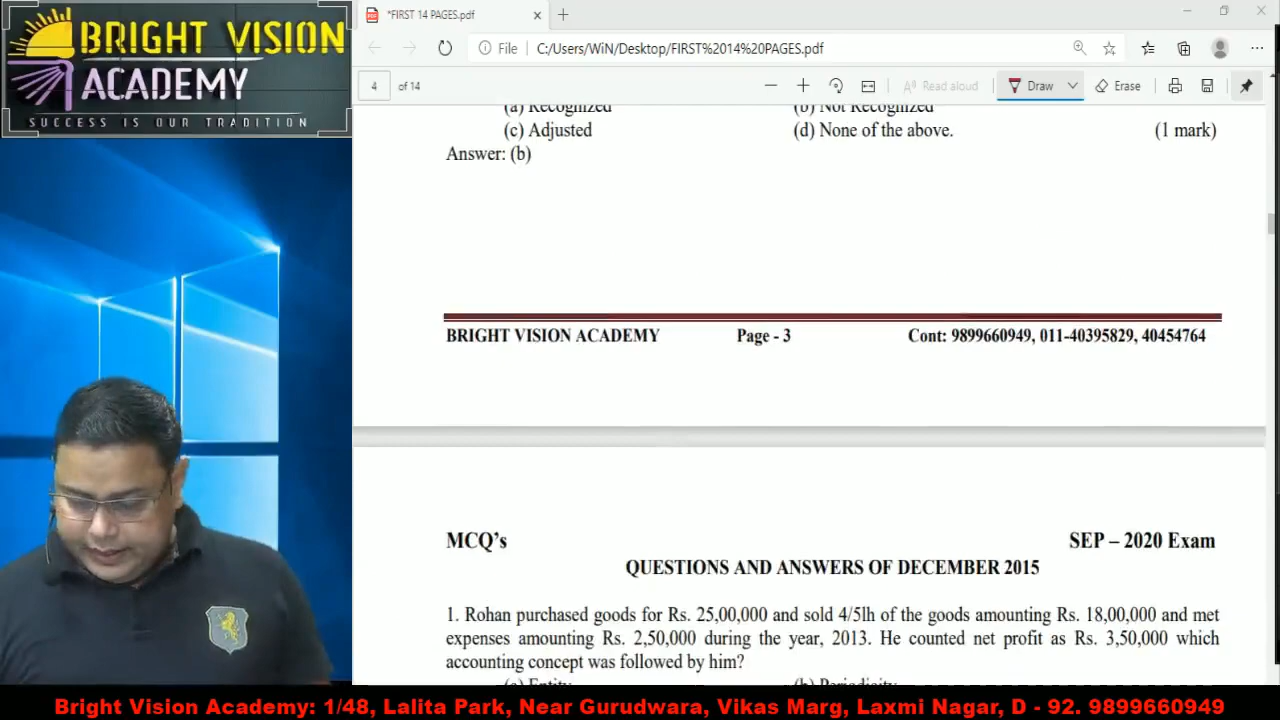 BRIGHT VISION
ACADEMY
SUCCESS IS OUR TRADITION
*FIRST 14 PAGES.pdf
File
C:/Users/WiN/Desktop/FIRST%2014%20PAGES.pdf
4 of 14
Read aloud
Draw
Erase
(a) Recognized (b) Not Recognized
(c) Adjusted (d) None of the above. (1 mark)
Answer: (b)
BRIGHT VISION ACADEMY Page - 3 Cont: 9899660949, 011-40395829, 40454764
MCQ's SEP – 2020 Exam
QUESTIONS AND ANSWERS OF DECEMBER 2015
1. Rohan purchased goods for Rs. 25,00,000 and sold 4/5lh of the goods amounting Rs. 18,00,000 and met
expenses amounting Rs. 2,50,000 during the year, 2013. He counted net profit as Rs. 3,50,000 which
accounting concept was followed by him?
(a) Entity (b) Periodicity
Bright Vision Academy: 1/48, Lalita Park, Near Gurudwara, Vikas Marg, Laxmi Nagar, D - 92. 9899660949